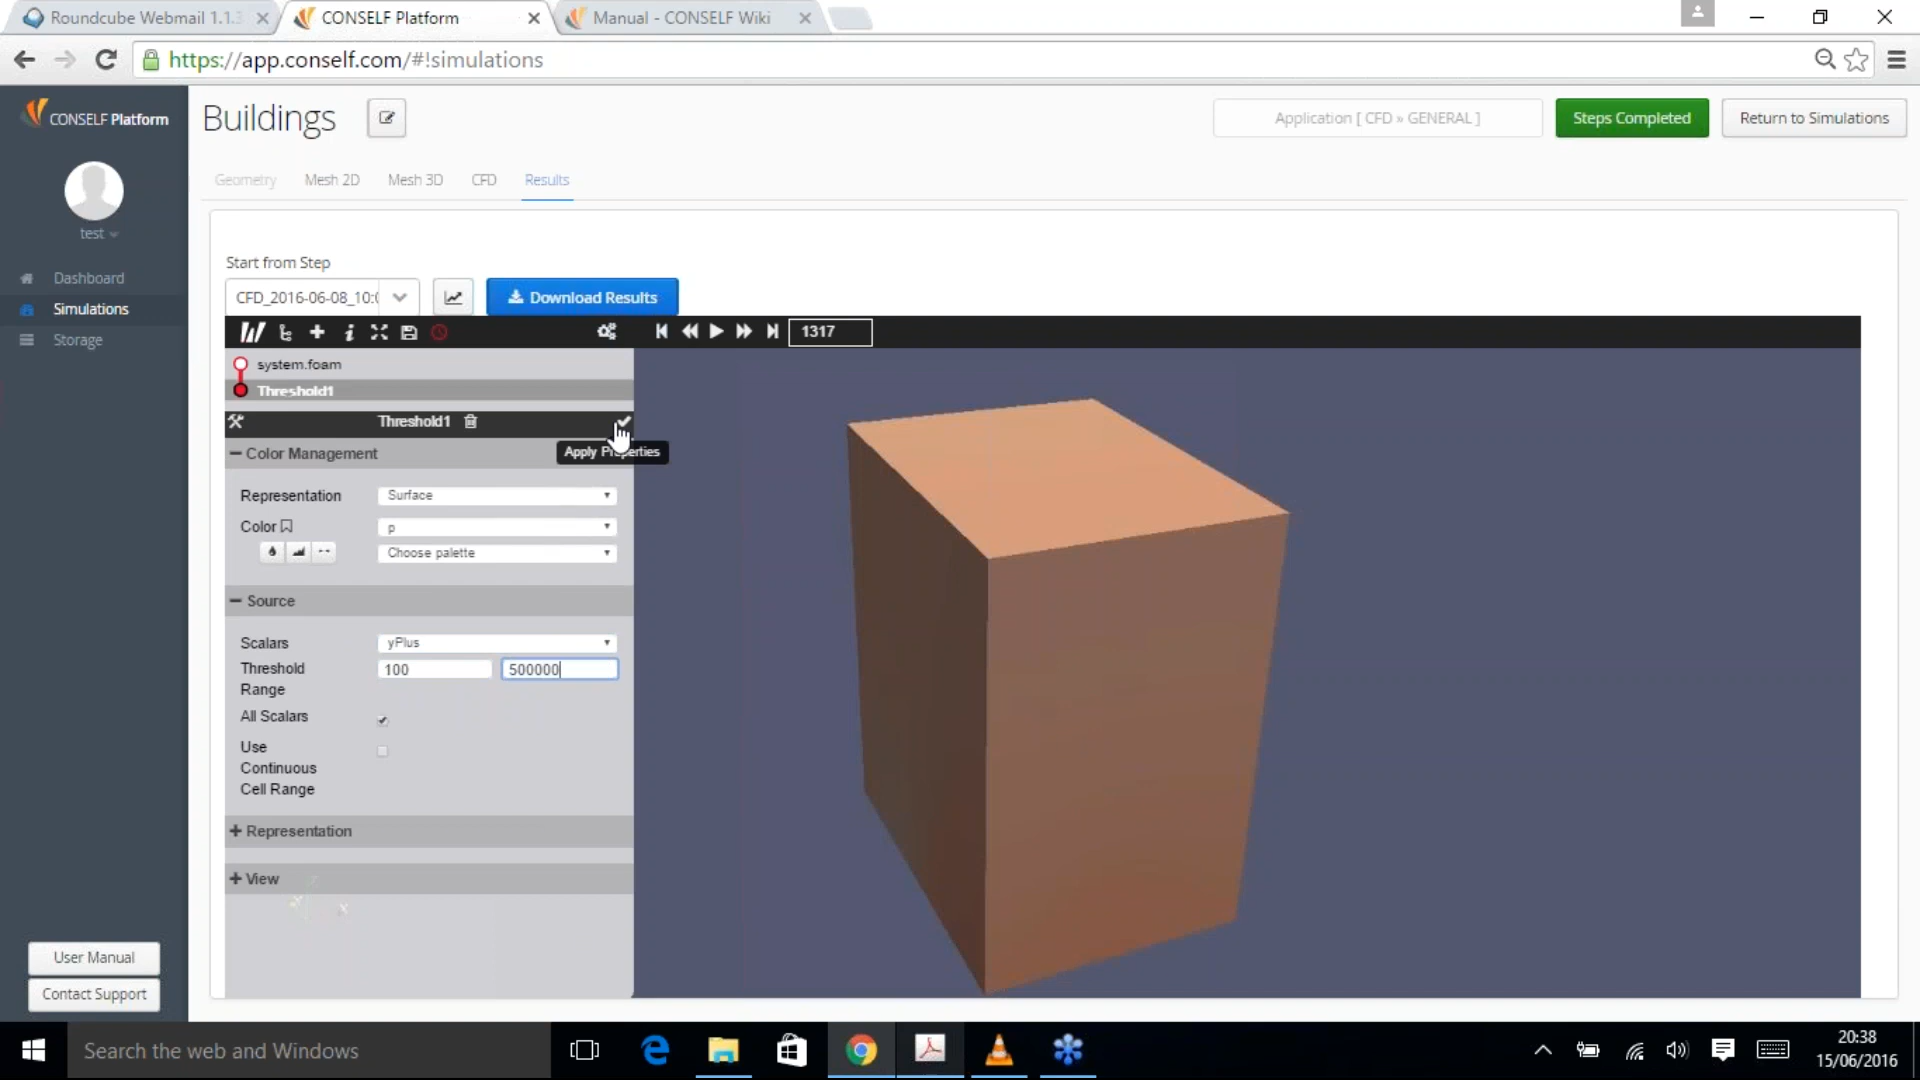 Roundcube Webmail 1.1.3
CONSELF Platform
Manual - CONSELF Wiki
https://app.conself.com/#!simulations
CONSELF Platform
Buildings
Application [ CFD » GENERAL ]
Steps Completed
Return to Simulations
Geometry
Mesh 2D
Mesh 3D
CFD
Results
test
Dashboard
Simulations
Storage
Start from Step
CFD_2016-06-08_10:0
Download Results
1317
system.foam
Threshold1
Threshold1
Apply Properties
Color Management
Representation
Surface
Color
p
Choose palette
Source
Scalars
yPlus
Threshold
Range
100
500000
All Scalars
Use
Continuous
Cell Range
Representation
View
User Manual
Contact Support
Search the web and Windows
20:38
15/06/2016